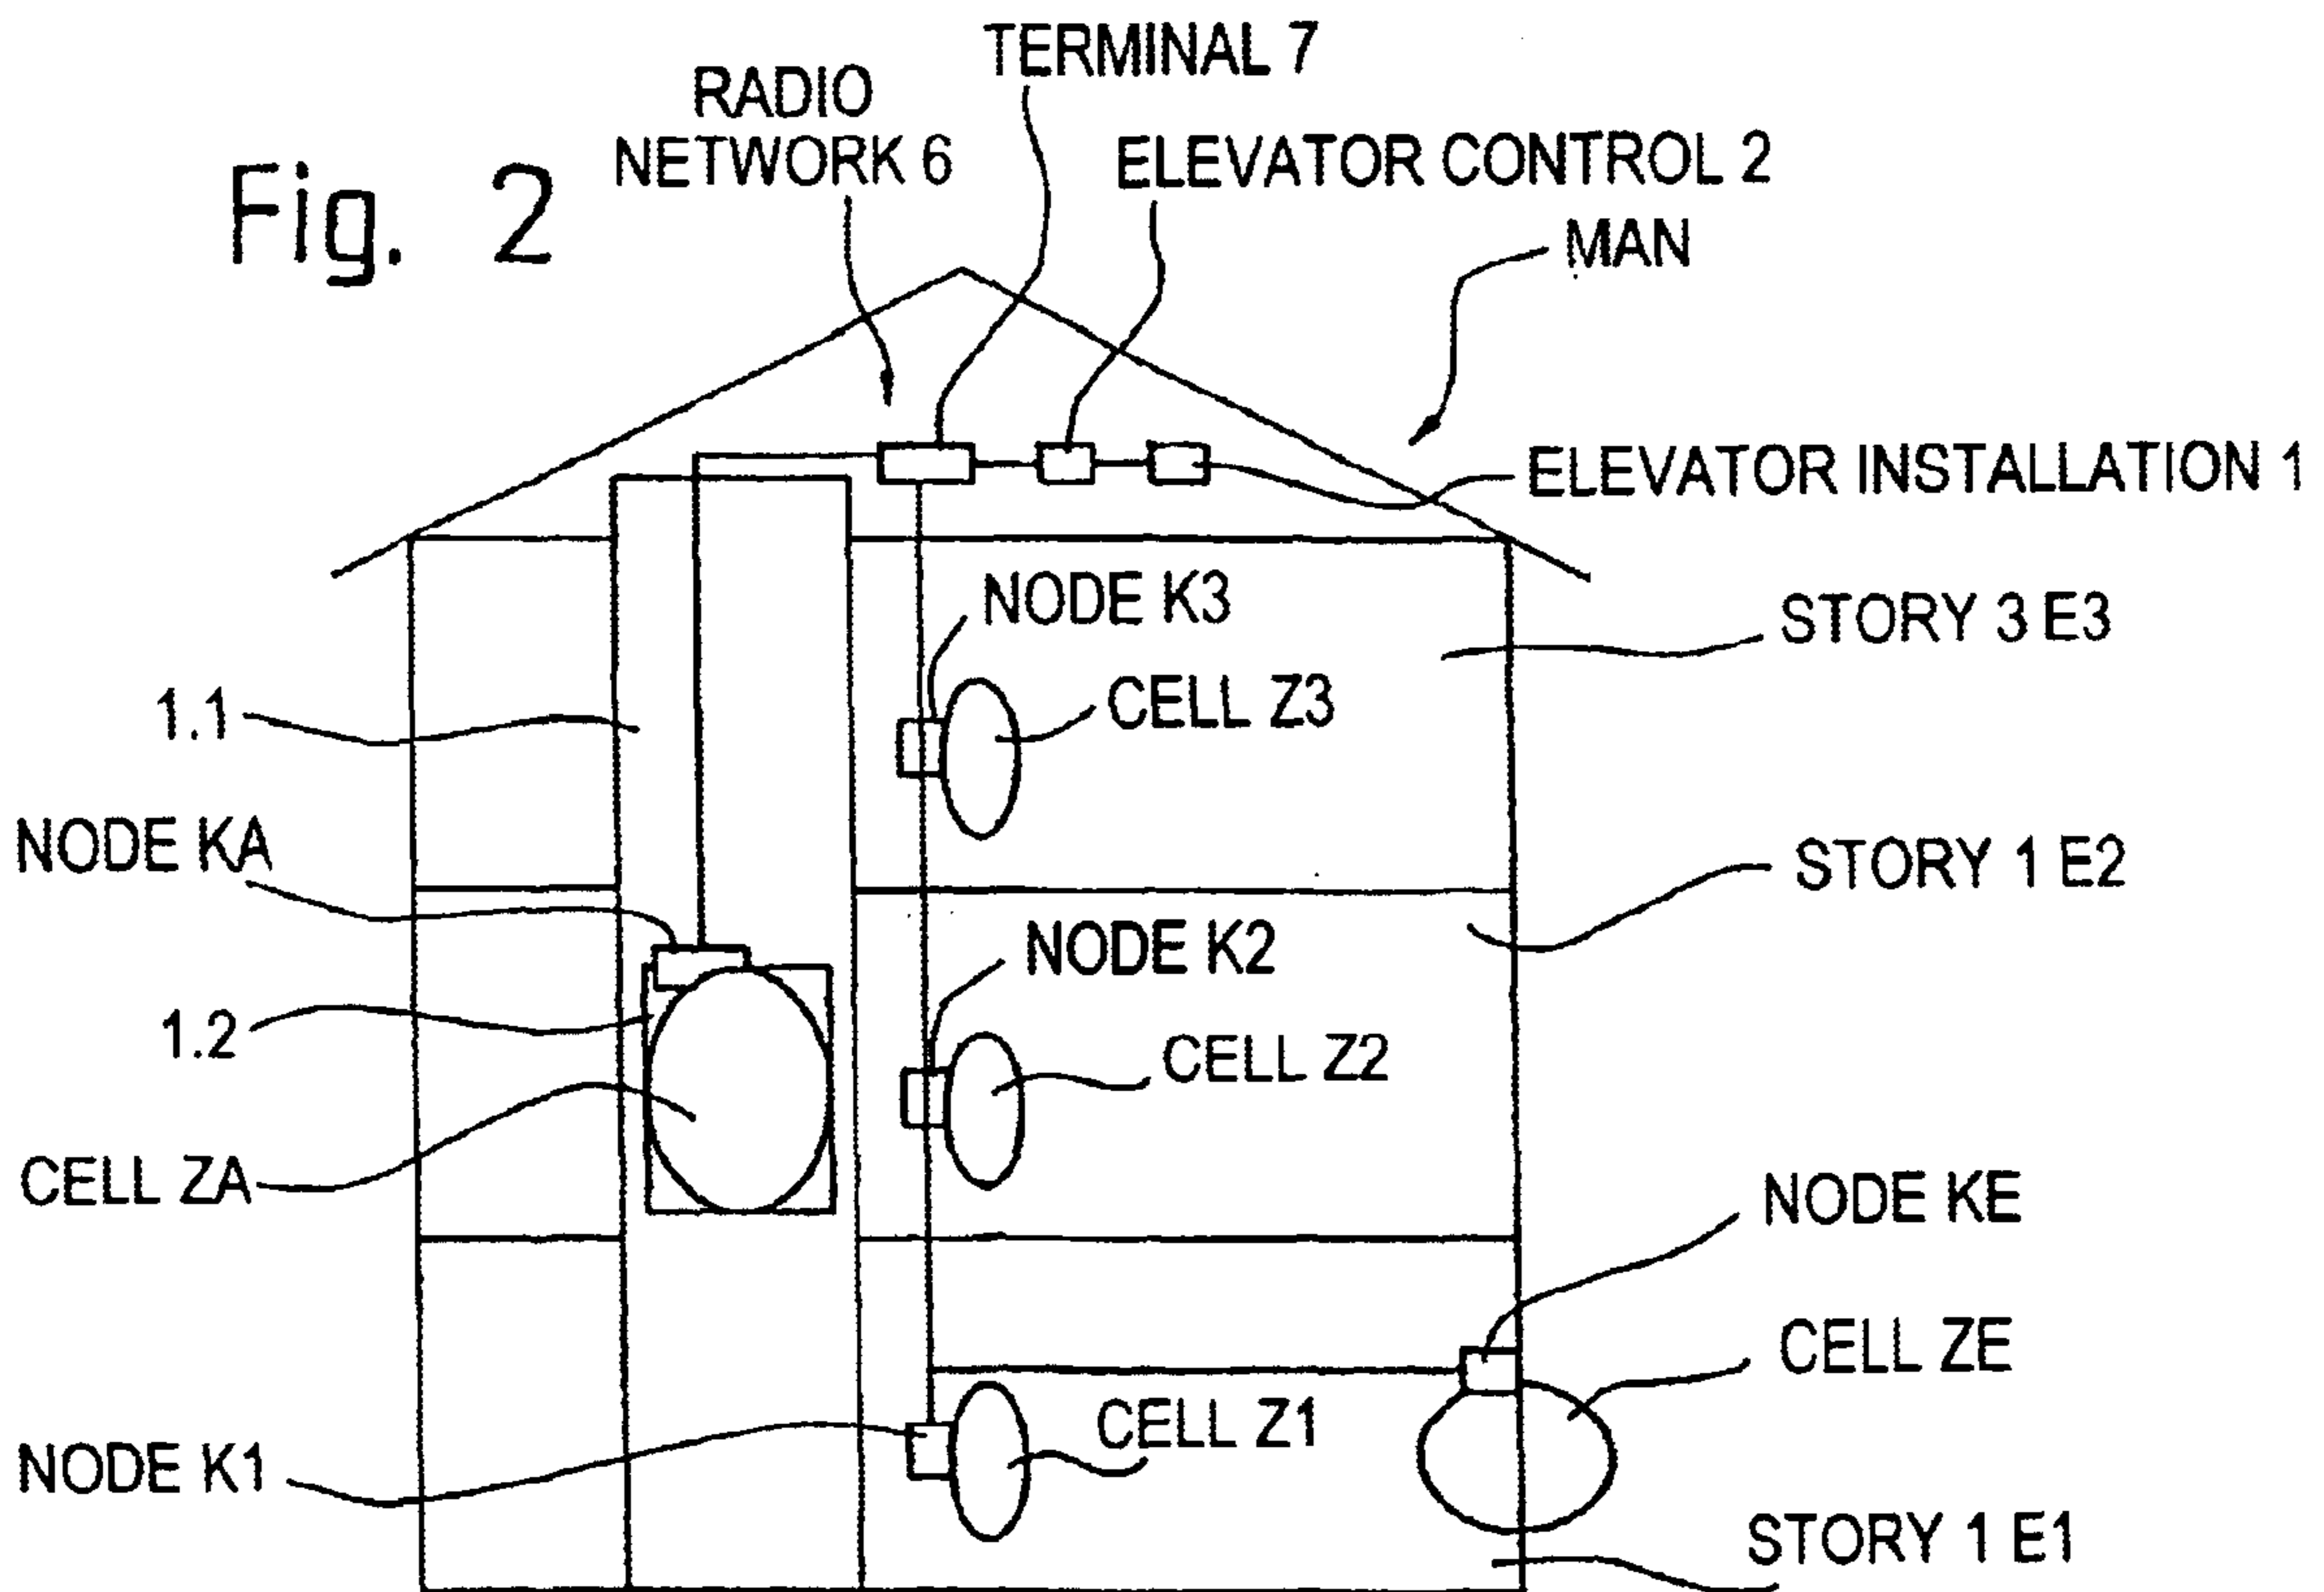 TERMINAL 7
RADIO
NETWORK 6
ELEVATOR CONTROL 2
Fig. 2
MAN
ELEVATOR INSTALLATION 1
NODE K3
STORY 3 E3
CELL Z3
1.1
NODE KA
STORY 1 E2
NODE K2
1.2
CELL Z2
CELL ZA
NODE KE
CELL ZE
CELL Z1
NODE K1
STORY 1 E1